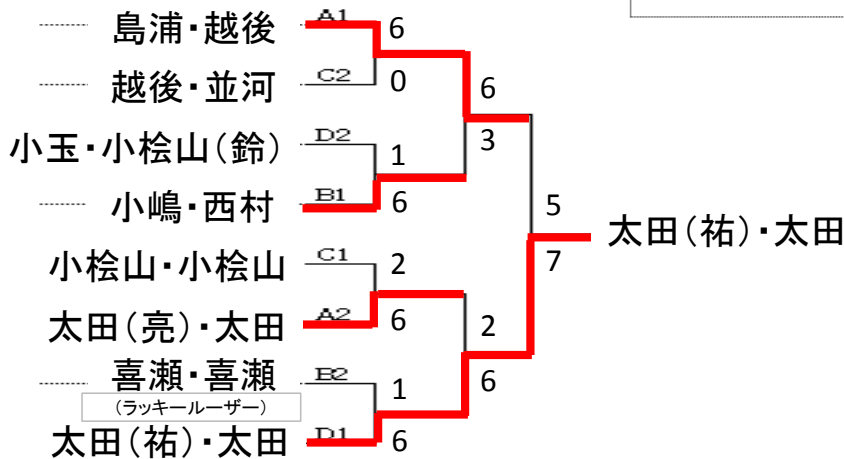 島浦・越後 A1 6
6
越後・並河 C2 0
3
小玉・小桧山(鈴) D2 1
小嶋・西村 B1 6
5
太田(祐)・太田
7
小桧山・小桧山 C1 2
太田(亮)・太田 A2 6
2
喜瀬・喜瀬 B2 1
6
(ラッキールーザー)
太田(祐)・太田 D1 6